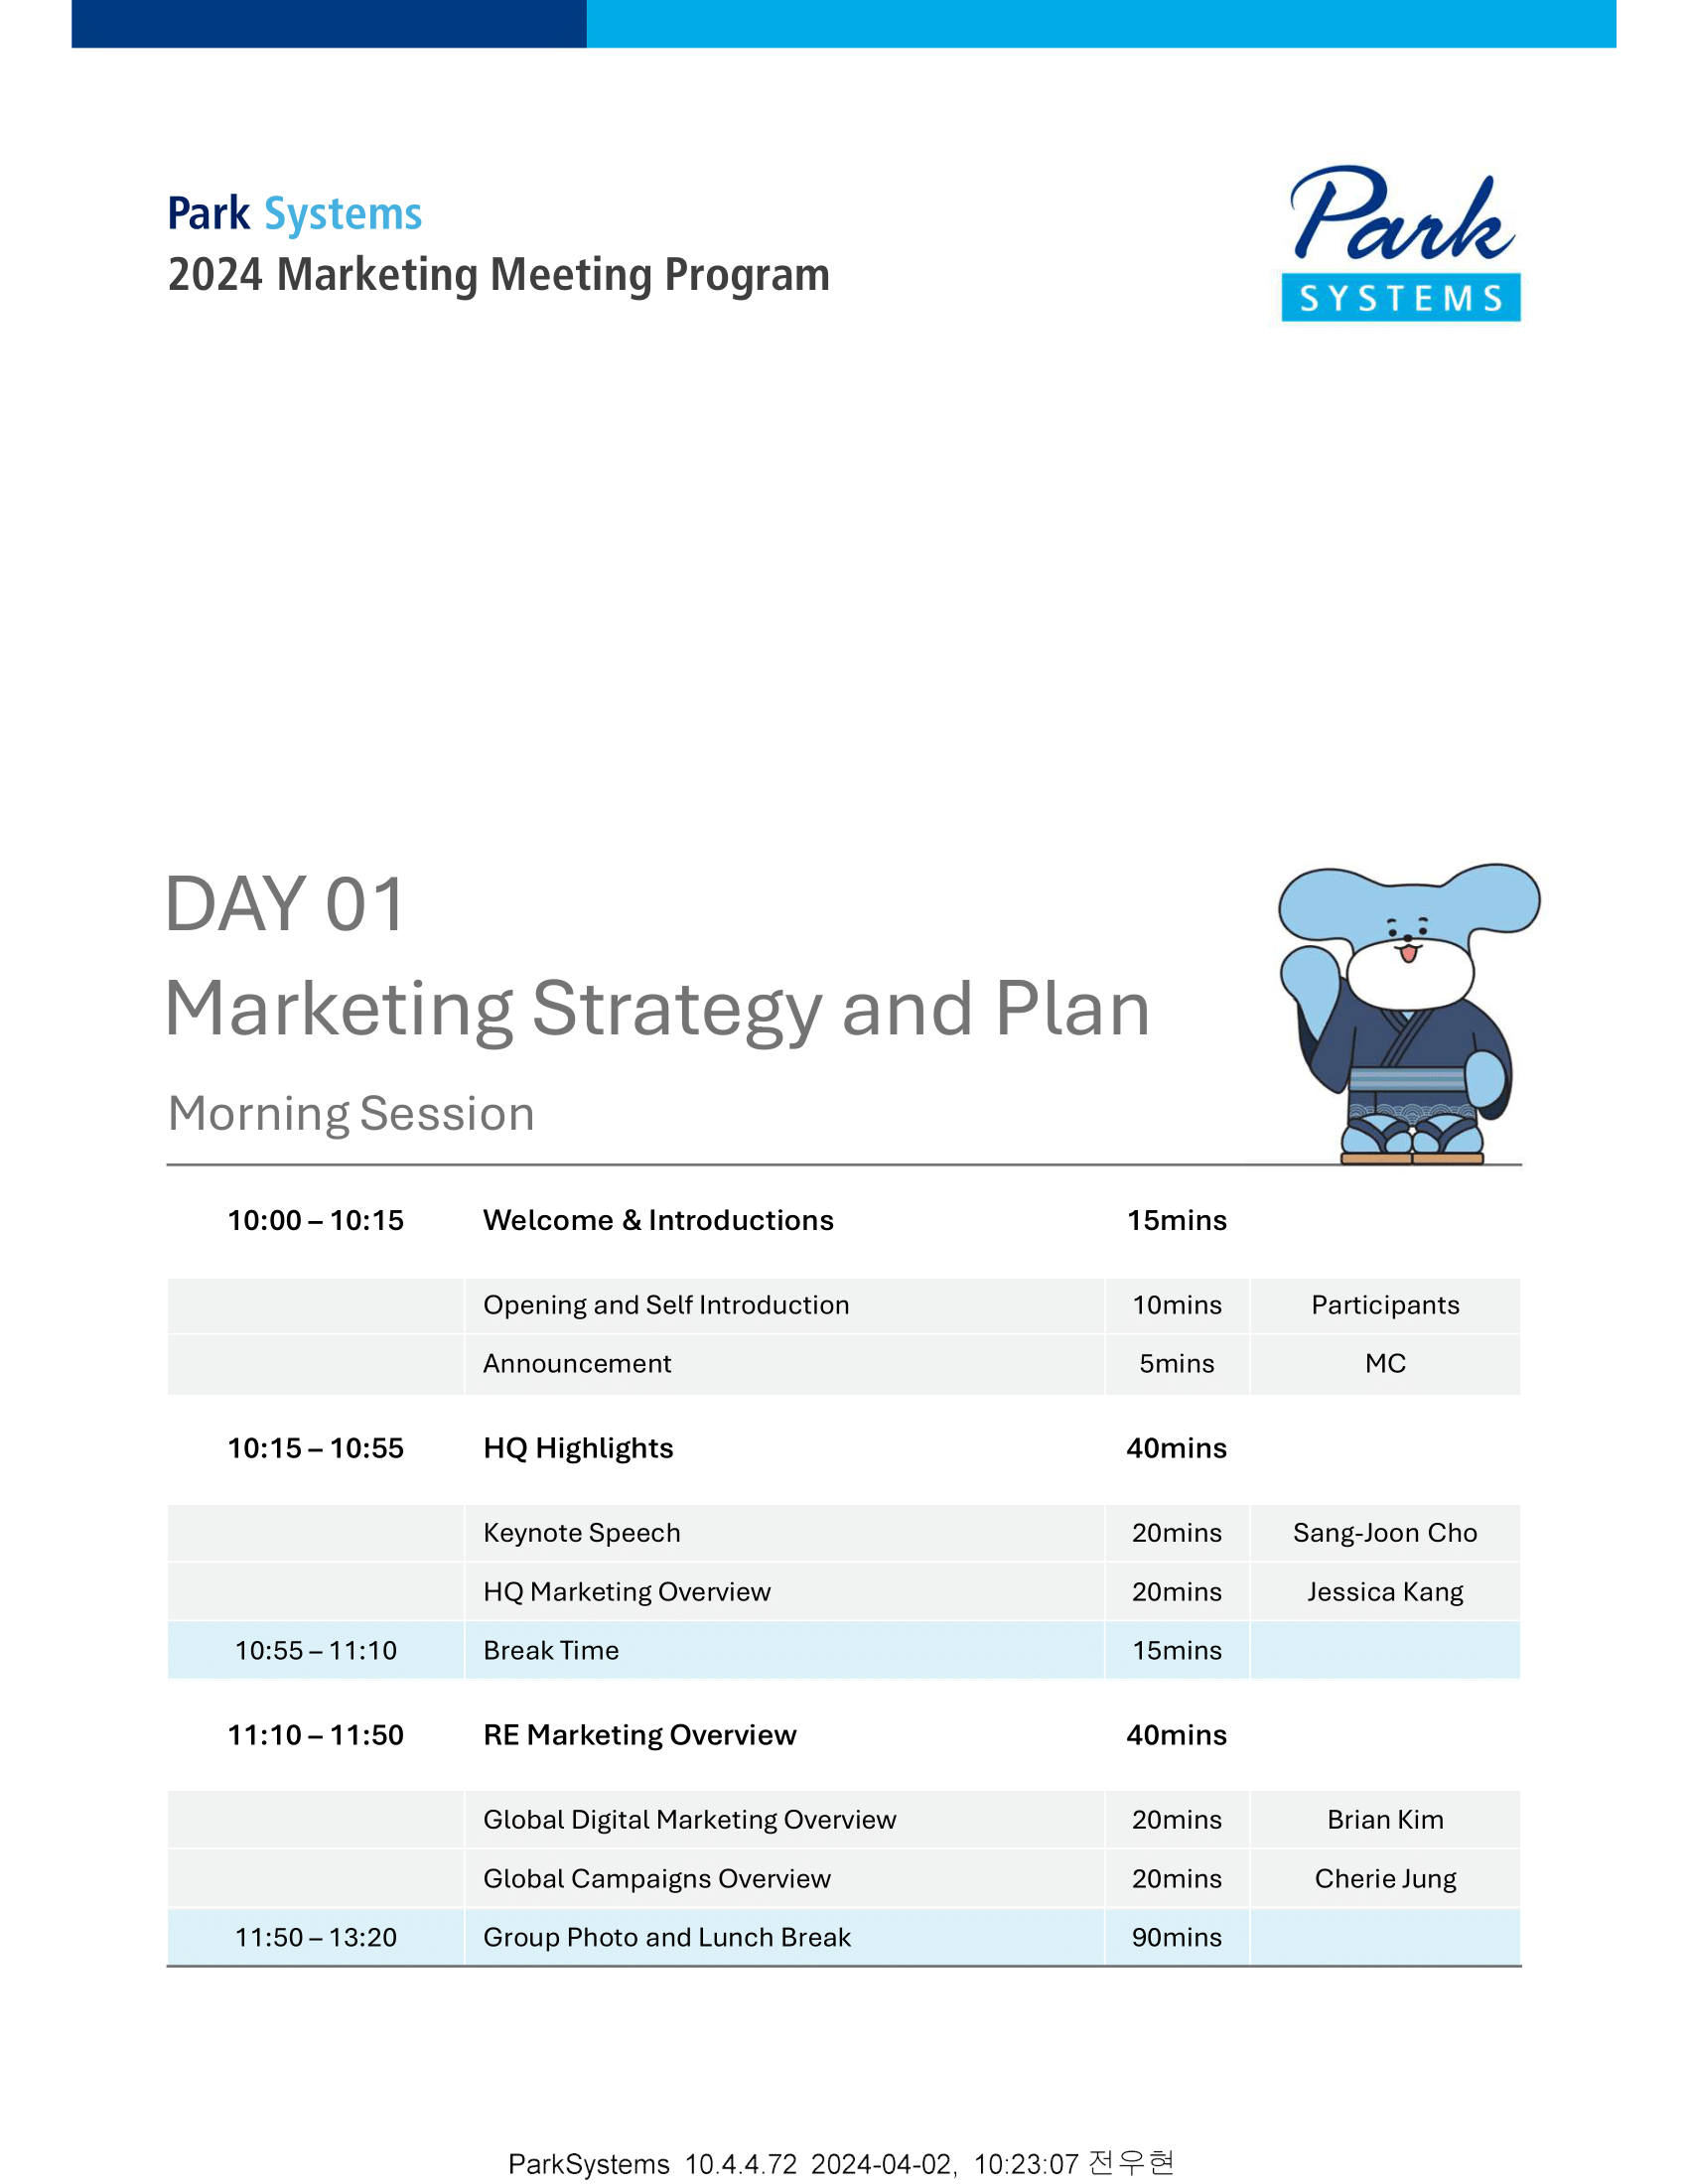 Park Systems
2024 Marketing Meeting Program
Park
SYSTEMS
DAY 01
Marketing Strategy and Plan
Morning Session
10:00 – 10:15 Welcome & Introductions 15mins
Opening and Self Introduction 10mins Participants
Announcement 5mins MC
10:15 – 10:55 HQ Highlights 40mins
Keynote Speech 20mins Sang-Joon Cho
HQ Marketing Overview 20mins Jessica Kang
10:55 – 11:10 Break Time 15mins
11:10 – 11:50 RE Marketing Overview 40mins
Global Digital Marketing Overview 20mins Brian Kim
Global Campaigns Overview 20mins Cherie Jung
11:50 – 13:20 Group Photo and Lunch Break 90mins
ParkSystems 10.4.4.72 2024-04-02, 10:23:07 전우현